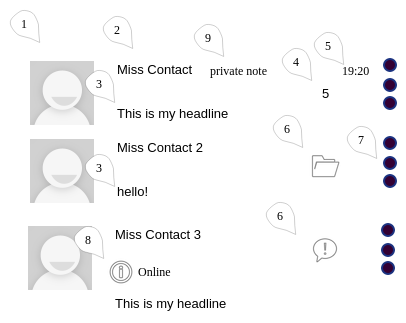 1 2 9 5
Miss Contact private note 4 19:20
3 5
This is my headline
6 7
Miss Contact 2
3
hello!
6
8 Miss Contact 3
!
i Online
This is my headline